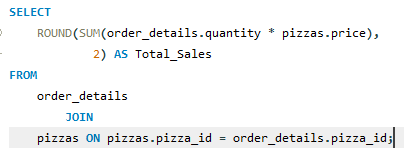 SELECT
ROUND(SUM(order_details.quantity * pizzas.price),
2) AS Total_Sales
FROM
order_details
JOIN
pizzas ON pizzas.pizza_id = order_details.pizza_id;